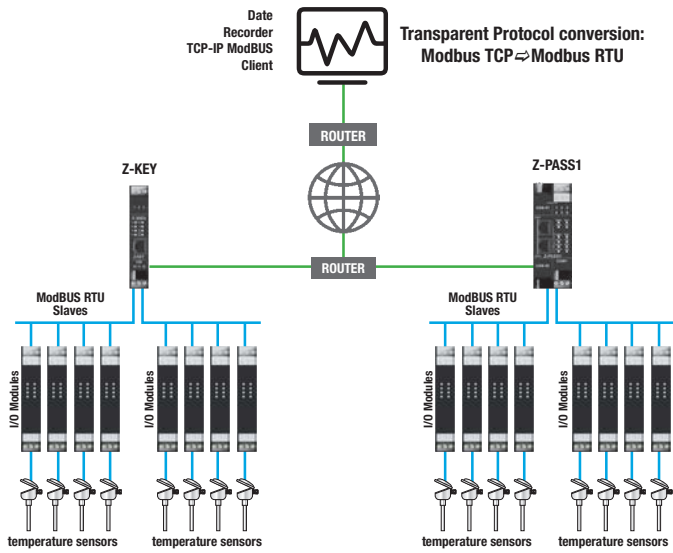 Date
Recorder
TCP-IP ModBUS
Client
Transparent Protocol conversion:
Modbus TCP⇨Modbus RTU
ROUTER
Z-KEY
Z-PASS1
ROUTER
ModBUS RTU
Slaves
ModBUS RTU
Slaves
I/O Modules
I/O Modules
I/O Modules
I/O Modules
temperature sensors
temperature sensors
temperature sensors
temperature sensors